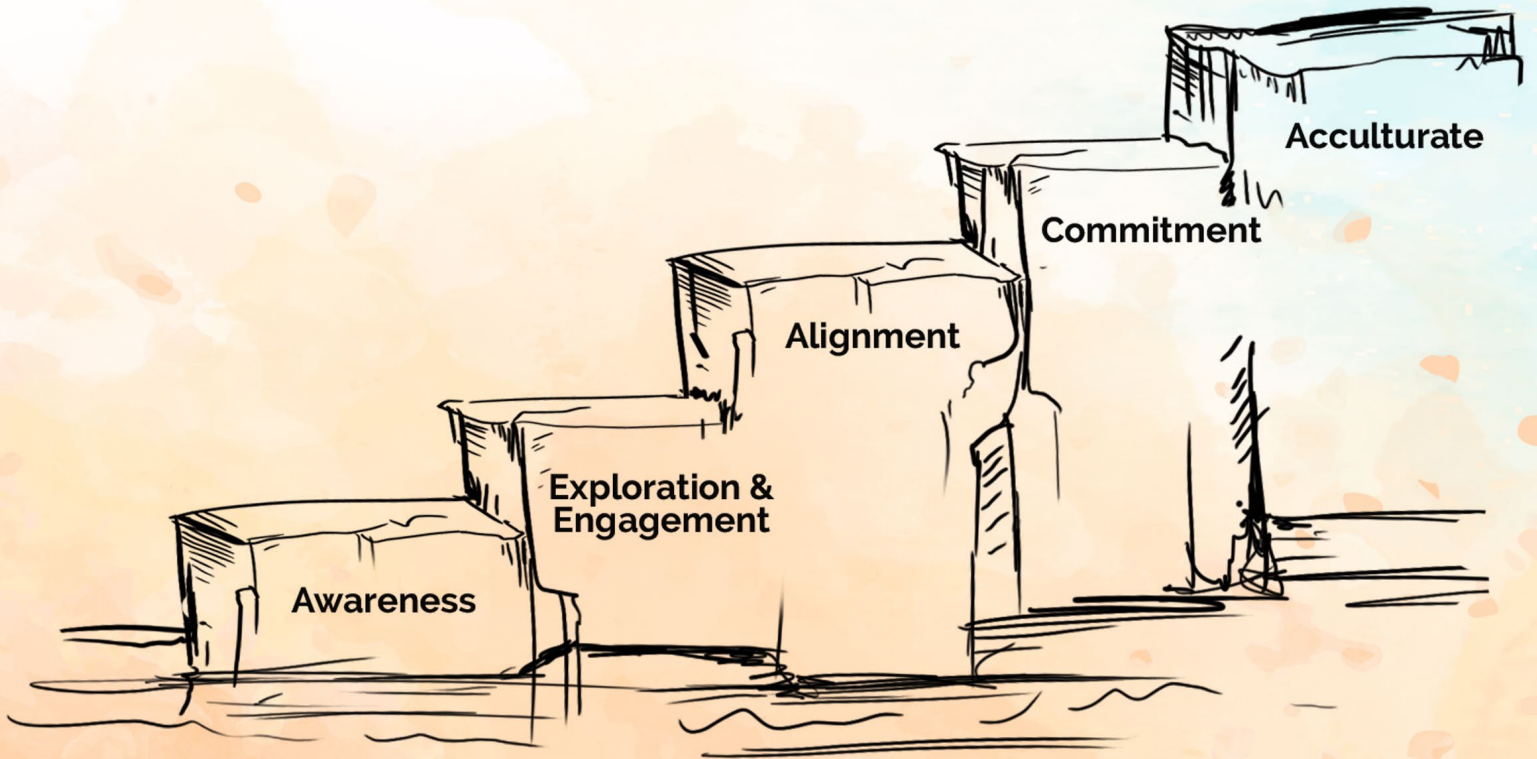 Acculturate
Commitment
Alignment
Exploration &
Engagement
Awareness